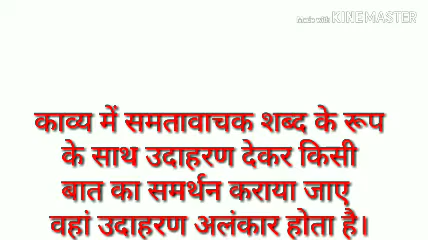 Made with KINEMASTER
काव्य में समतावाचक शब्द के रूप
के साथ उदाहरण देकर किसी
बात का समर्थन कराया जाए
वहां उदाहरण अलंकार होता है।